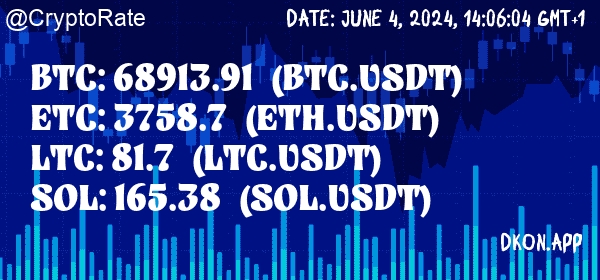 @CryptoRate
DATE: JUNE 4, 2024, 14:06:04 GMT+1
BTC: 68913.91 (BTC.USDT)
ETC: 3758.7 (ETH.USDT)
LTC: 81.7 (LTC.USDT)
SOL: 165.38 (SOL.USDT)
DKON.APP